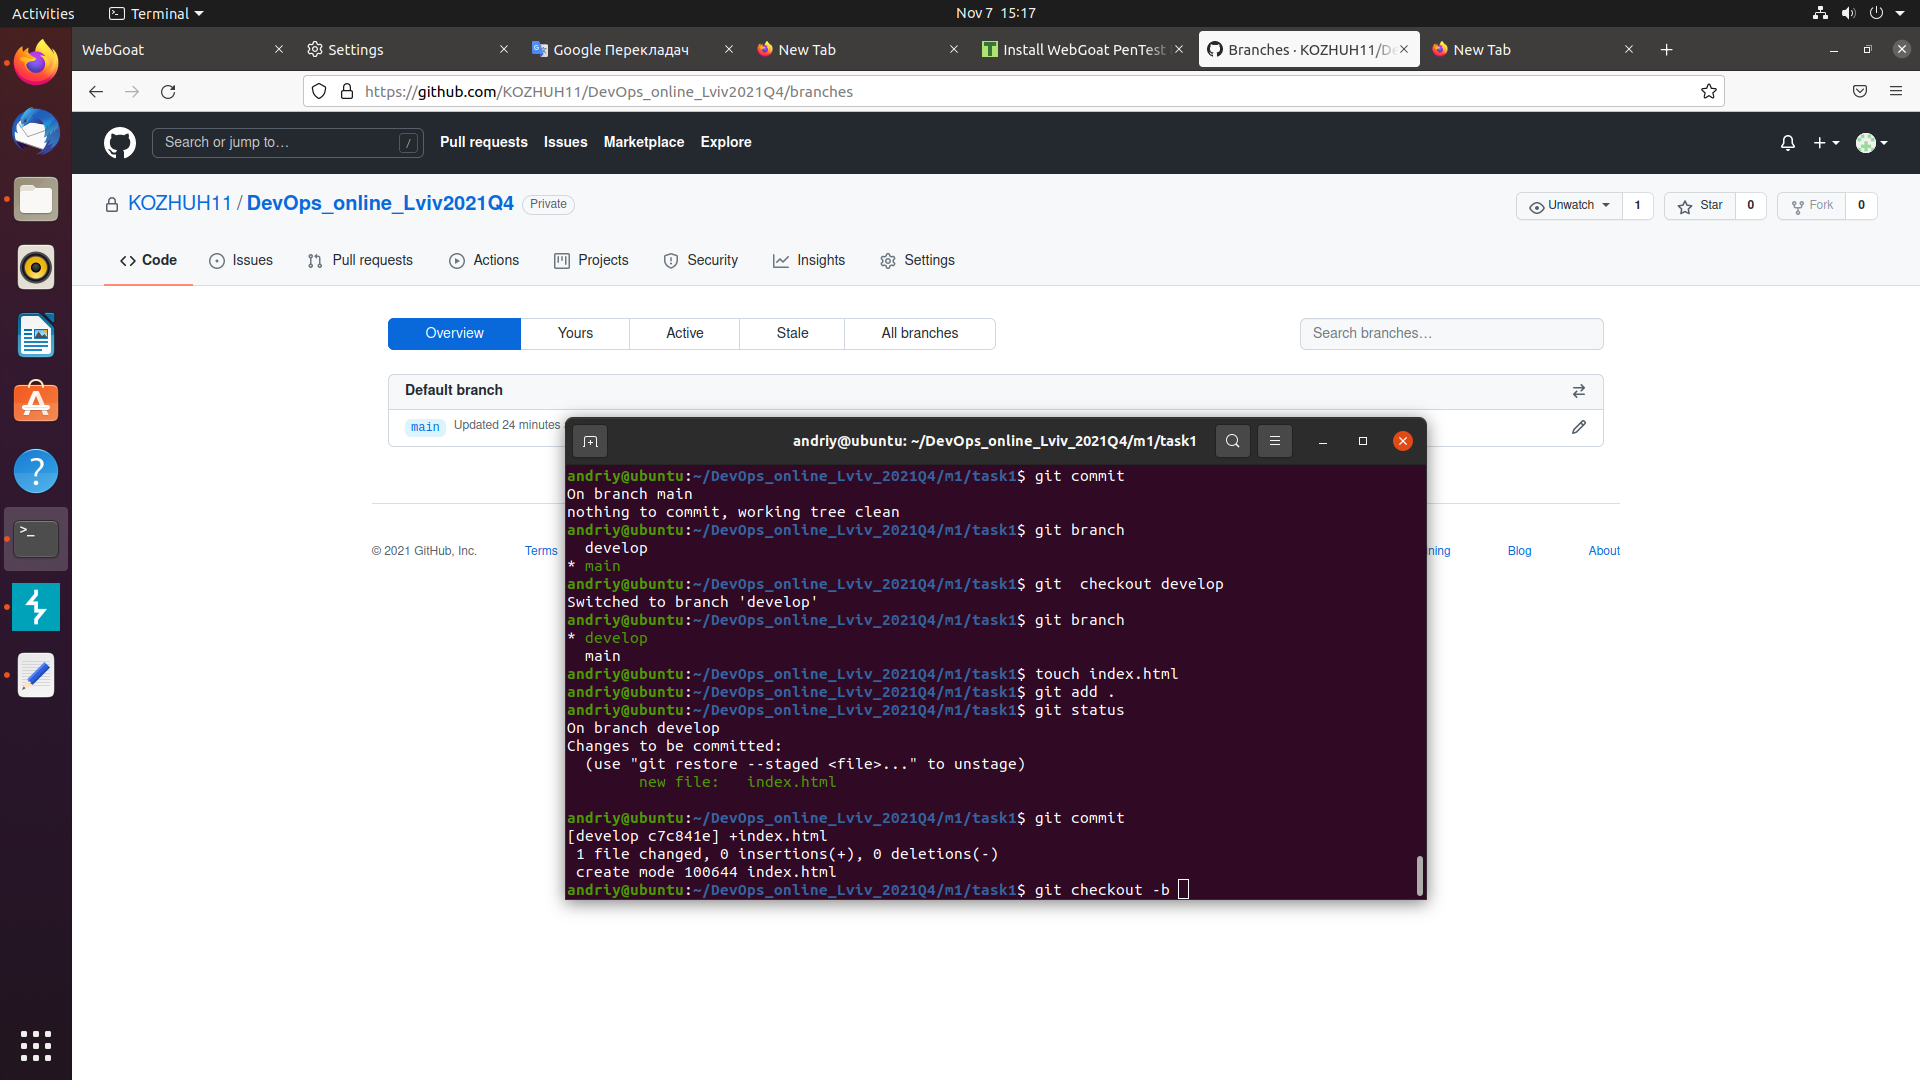 Activities Terminal Nov 7 15:17
WebGoat Settings Google Перекладач New Tab Install WebGoat PenTest Branches · KOZHUH11/De New Tab
https://github.com/KOZHUH11/DevOps_online_Lviv2021Q4/branches
Search or jump to… / Pull requests Issues Marketplace Explore
KOZHUH11 / DevOps_online_Lviv2021Q4 Private Unwatch 1 Star 0 Fork 0
Code Issues Pull requests Actions Projects Security Insights Settings
Overview Yours Active Stale All branches Search branches…
Default branch
main Updated 24 minutes
© 2021 GitHub, Inc. Terms ning Blog About
andriy@ubuntu: ~/DevOps_online_Lviv_2021Q4/m1/task1
andriy@ubuntu:~/DevOps_online_Lviv_2021Q4/m1/task1$ git commit
On branch main
nothing to commit, working tree clean
andriy@ubuntu:~/DevOps_online_Lviv_2021Q4/m1/task1$ git branch
develop
* main
andriy@ubuntu:~/DevOps_online_Lviv_2021Q4/m1/task1$ git  checkout develop
Switched to branch 'develop'
andriy@ubuntu:~/DevOps_online_Lviv_2021Q4/m1/task1$ git branch
* develop
main
andriy@ubuntu:~/DevOps_online_Lviv_2021Q4/m1/task1$ touch index.html
andriy@ubuntu:~/DevOps_online_Lviv_2021Q4/m1/task1$ git add .
andriy@ubuntu:~/DevOps_online_Lviv_2021Q4/m1/task1$ git status
On branch develop
Changes to be committed:
(use "git restore --staged <file>..." to unstage)
new file:   index.html
andriy@ubuntu:~/DevOps_online_Lviv_2021Q4/m1/task1$ git commit
[develop c7c841e] +index.html
1 file changed, 0 insertions(+), 0 deletions(-)
create mode 100644 index.html
andriy@ubuntu:~/DevOps_online_Lviv_2021Q4/m1/task1$ git checkout -b